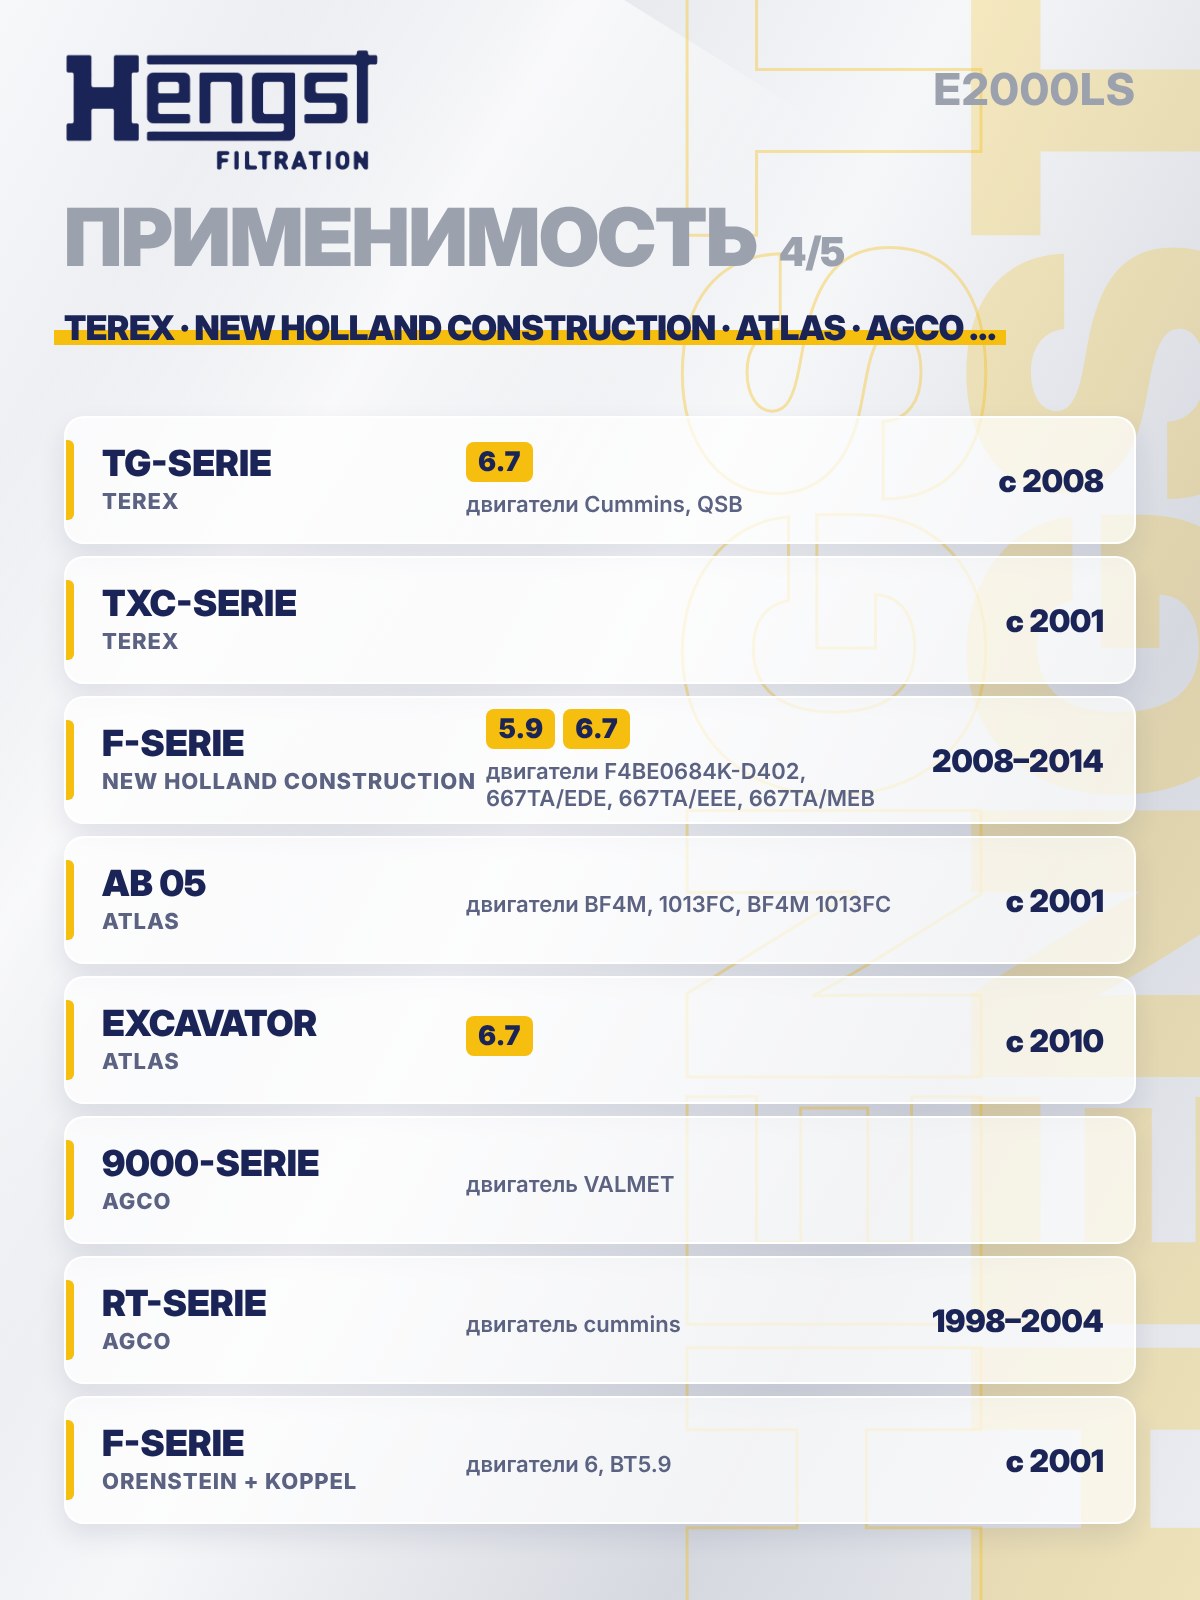 Hengst
FILTRATION
E2000LS
ПРИМЕНИМОСТЬ 4/5
TEREX · NEW HOLLAND CONSTRUCTION · ATLAS · AGCO ...
TG-SERIE
TEREX
6.7
двигатели Cummins, QSB
с 2008
TXC-SERIE
TEREX
с 2001
F-SERIE
NEW HOLLAND CONSTRUCTION
5.9 6.7
двигатели F4BE0684K-D402,
667TA/EDE, 667TA/EEE, 667TA/MEB
2008–2014
AB 05
ATLAS
двигатели BF4M, 1013FC, BF4M 1013FC
с 2001
EXCAVATOR
ATLAS
6.7
с 2010
9000-SERIE
AGCO
двигатель VALMET
RT-SERIE
AGCO
двигатель cummins
1998–2004
F-SERIE
ORENSTEIN + KOPPEL
двигатели 6, BT5.9
с 2001
HENGST
HENGST